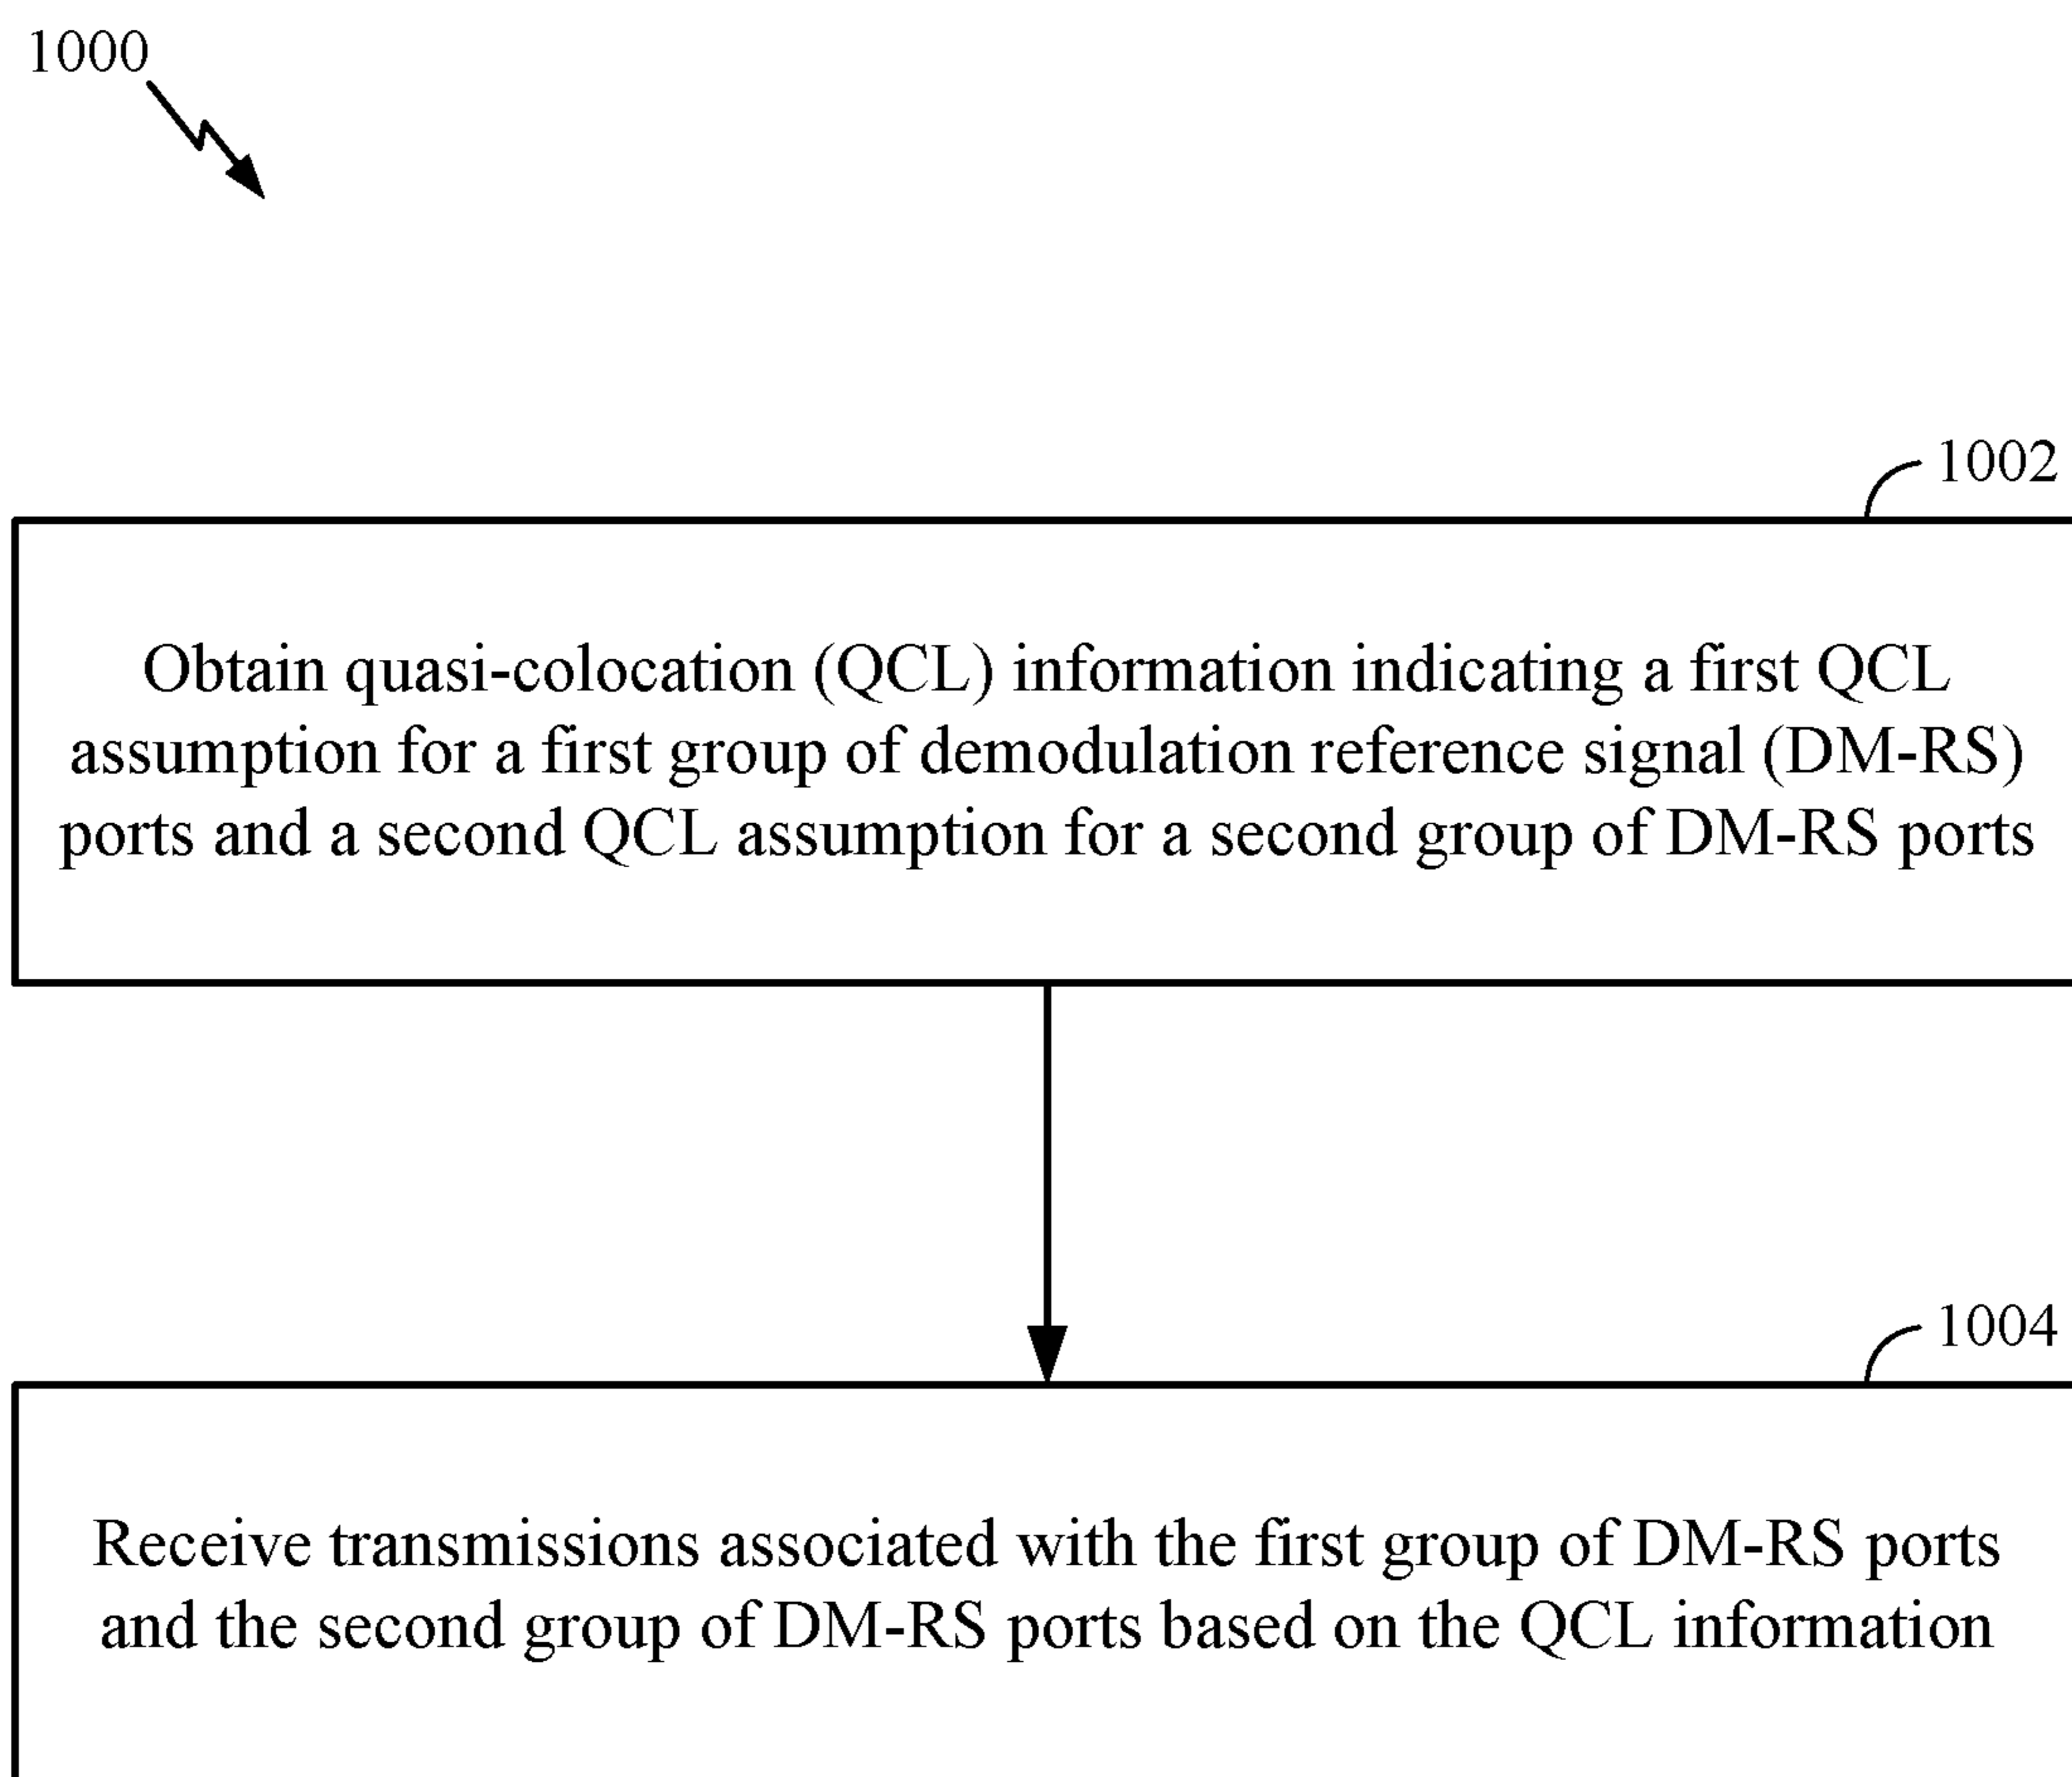 1000
1002
Obtain quasi-colocation (QCL) information indicating a first QCL
assumption for a first group of demodulation reference signal (DM-RS)
ports and a second QCL assumption for a second group of DM-RS ports
1004
Receive transmissions associated with the first group of DM-RS ports
and the second group of DM-RS ports based on the QCL information